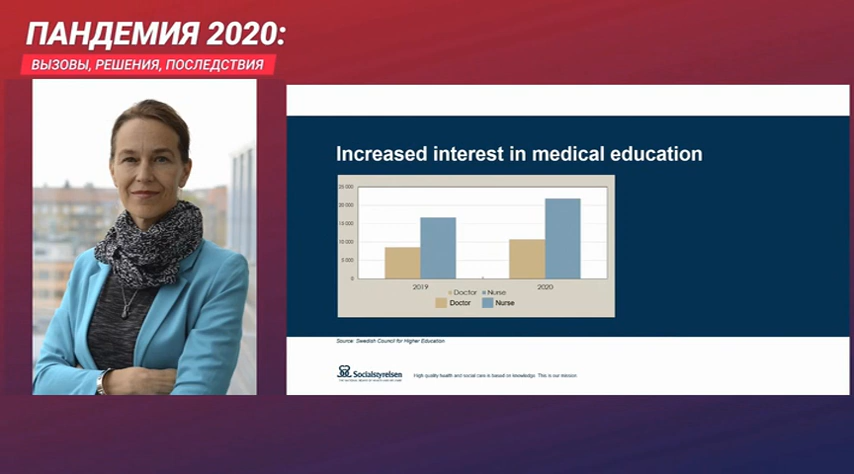 ПАНДЕМИЯ 2020:
ВЫЗОВЫ, РЕШЕНИЯ, ПОСЛЕДСТВИЯ
Increased interest in medical education
25 000
20 000
15 000
10 000
5 000
0
2019
2020
Doctor Nurse
Doctor Nurse
Source: Swedish Council for Higher Education
Socialstyrelsen
High quality health and social care is based on knowledge. This is our mission